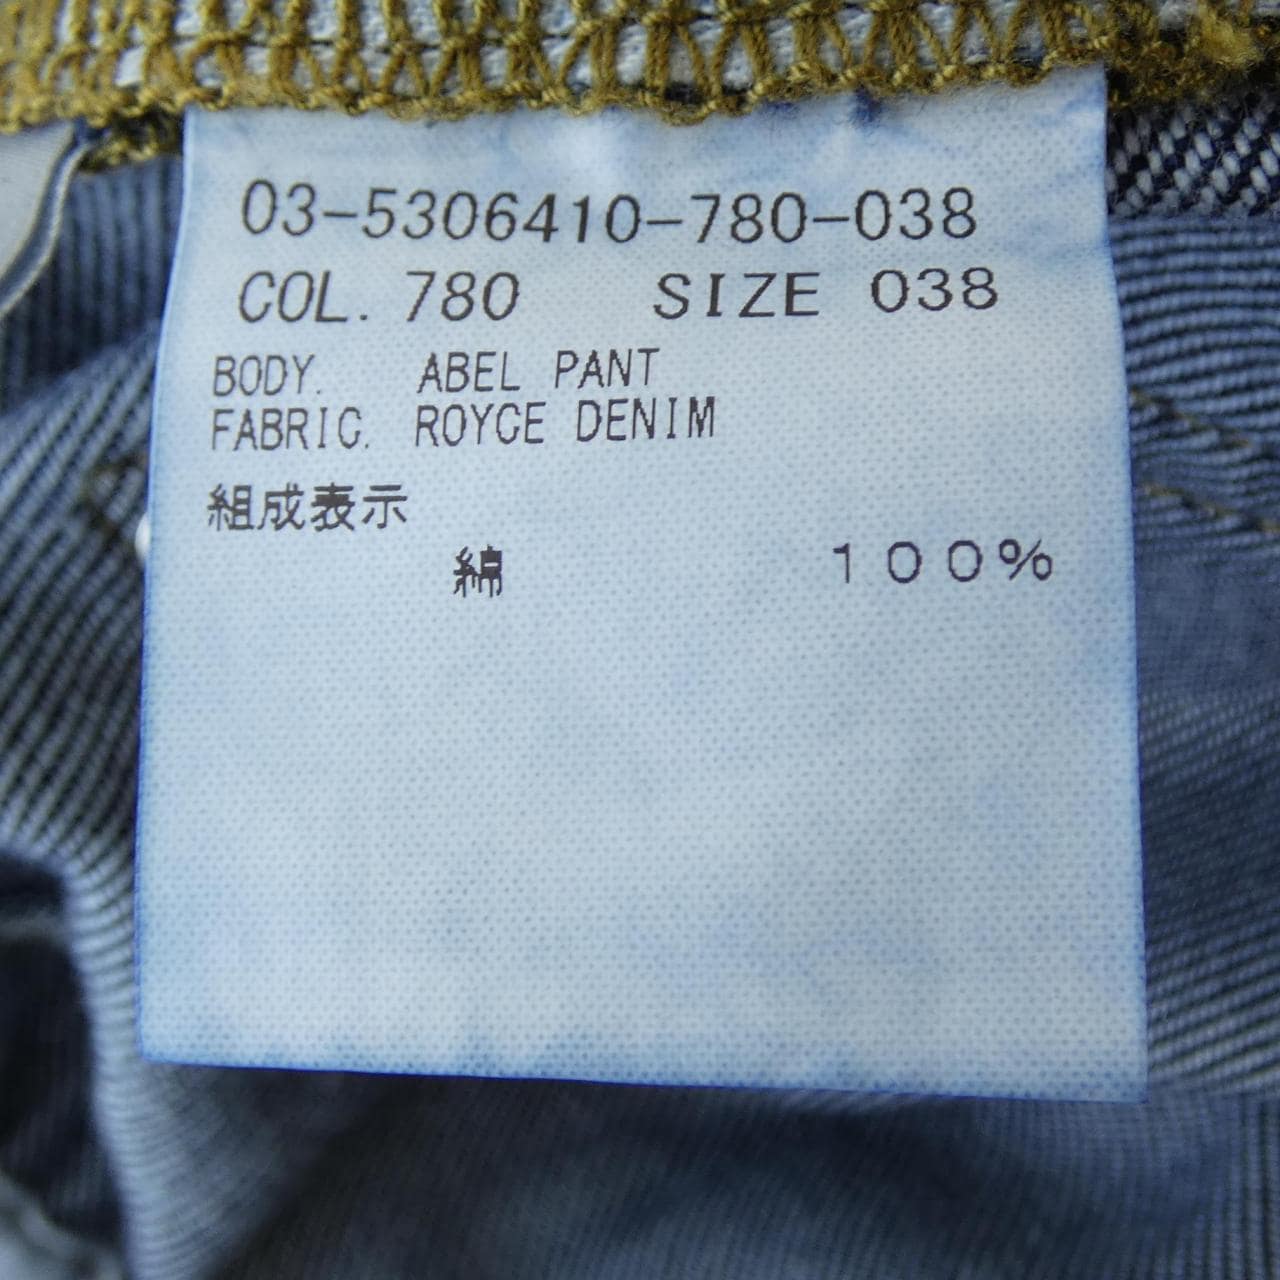 03-5306410-780-038
COL. 780 SIZE 038
BODY. ABEL PANT
FABRIC. ROYCE DENIM
組成表示
綿 100%